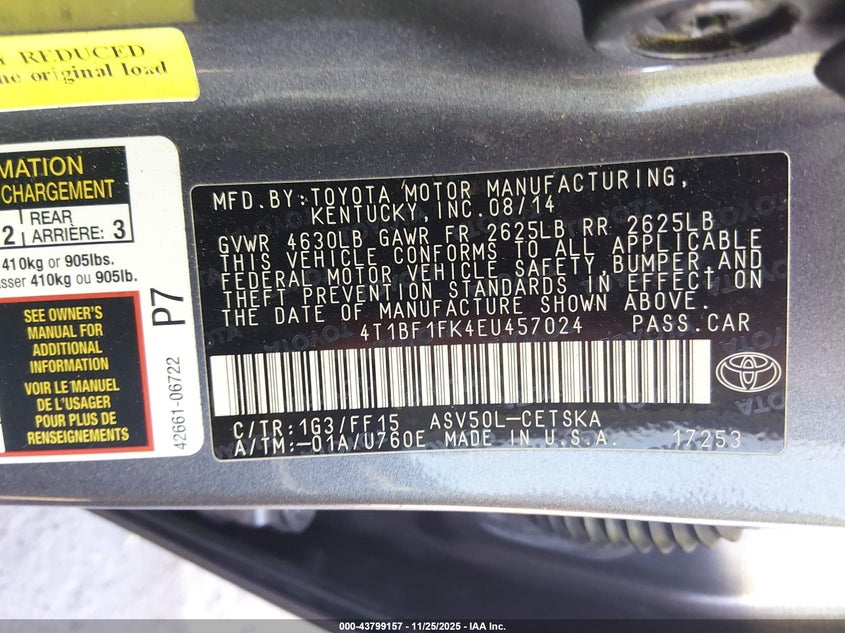 REDUCED
original load
MATION
CHARGEMENT
2 REAR ARRIÈRE: 3
410kg or 905lbs.
sser 410kg ou 905lb.
SEE OWNER'S
MANUAL FOR
ADDITIONAL
INFORMATION
VOIR LE MANUEL
DE L'USAGER
POUR PLUS DE
RENSEIGNEMENTS
P7
42661-06722
MFD.BY:TOYOTA MOTOR MANUFACTURING,
KENTUCKY,INC.08/14
GVWR 4630LB GAWR FR 2625LB RR 2625LB
THIS VEHICLE CONFORMS TO ALL APPLICABLE
FEDERAL MOTOR VEHICLE SAFETY,BUMPER,AND
THEFT PREVENTION STANDARDS IN EFFECT ON
THE DATE OF MANUFACTURE SHOWN ABOVE.
4T1BF1FK4EU457024 PASS.CAR
C/TR:1G3/FF15 ASV50L-CETSKA
A/TM:-01A/U760E MADE IN U.S.A. 17253
000-43799157 - 11/25/2025 - IAA Inc.